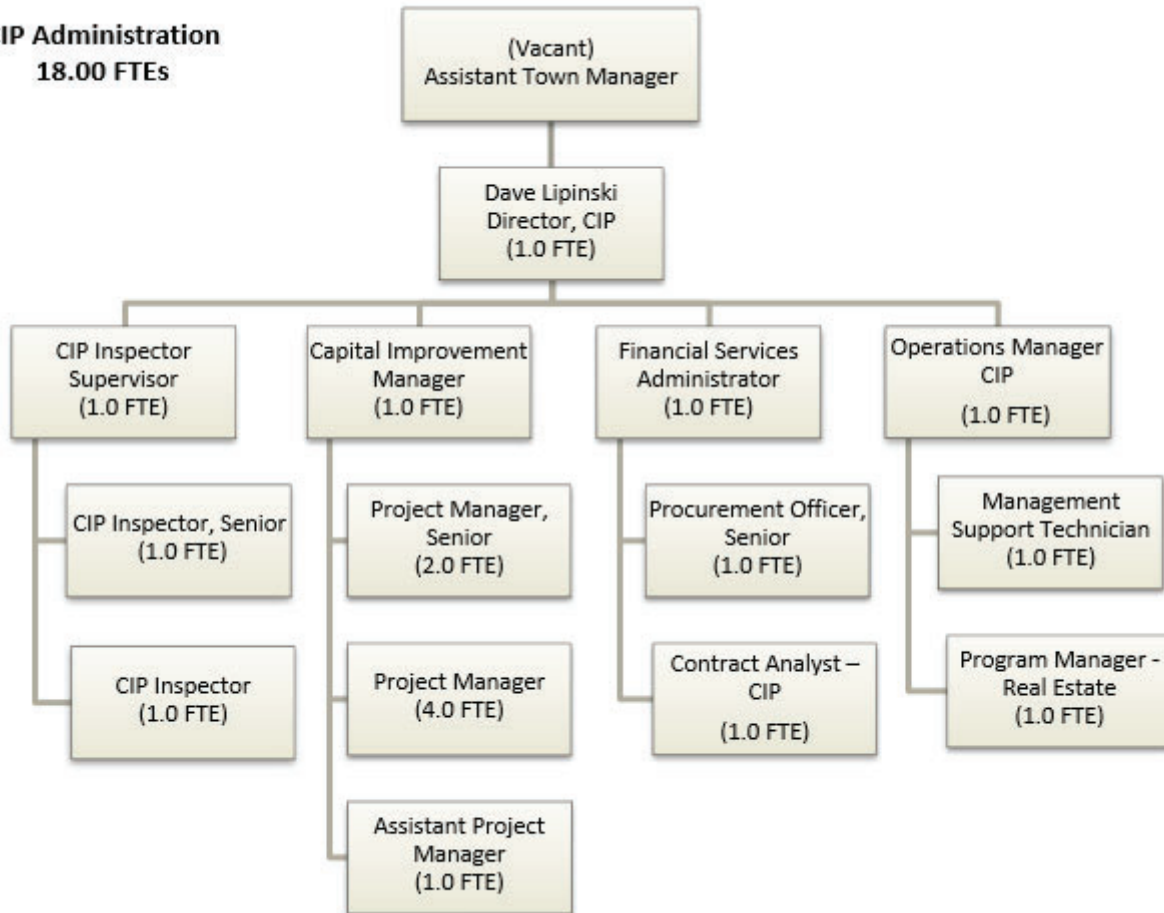 IP Administration
18.00 FTEs
(Vacant)
Assistant Town Manager
Dave Lipinski
Director, CIP
(1.0 FTE)
CIP Inspector
Supervisor
(1.0 FTE)
Capital Improvement
Manager
(1.0 FTE)
Financial Services
Administrator
(1.0 FTE)
Operations Manager
CIP
(1.0 FTE)
CIP Inspector, Senior
(1.0 FTE)
CIP Inspector
(1.0 FTE)
Project Manager,
Senior
(2.0 FTE)
Project Manager
(4.0 FTE)
Assistant Project
Manager
(1.0 FTE)
Procurement Officer,
Senior
(1.0 FTE)
Contract Analyst –
CIP
(1.0 FTE)
Management
Support Technician
(1.0 FTE)
Program Manager -
Real Estate
(1.0 FTE)